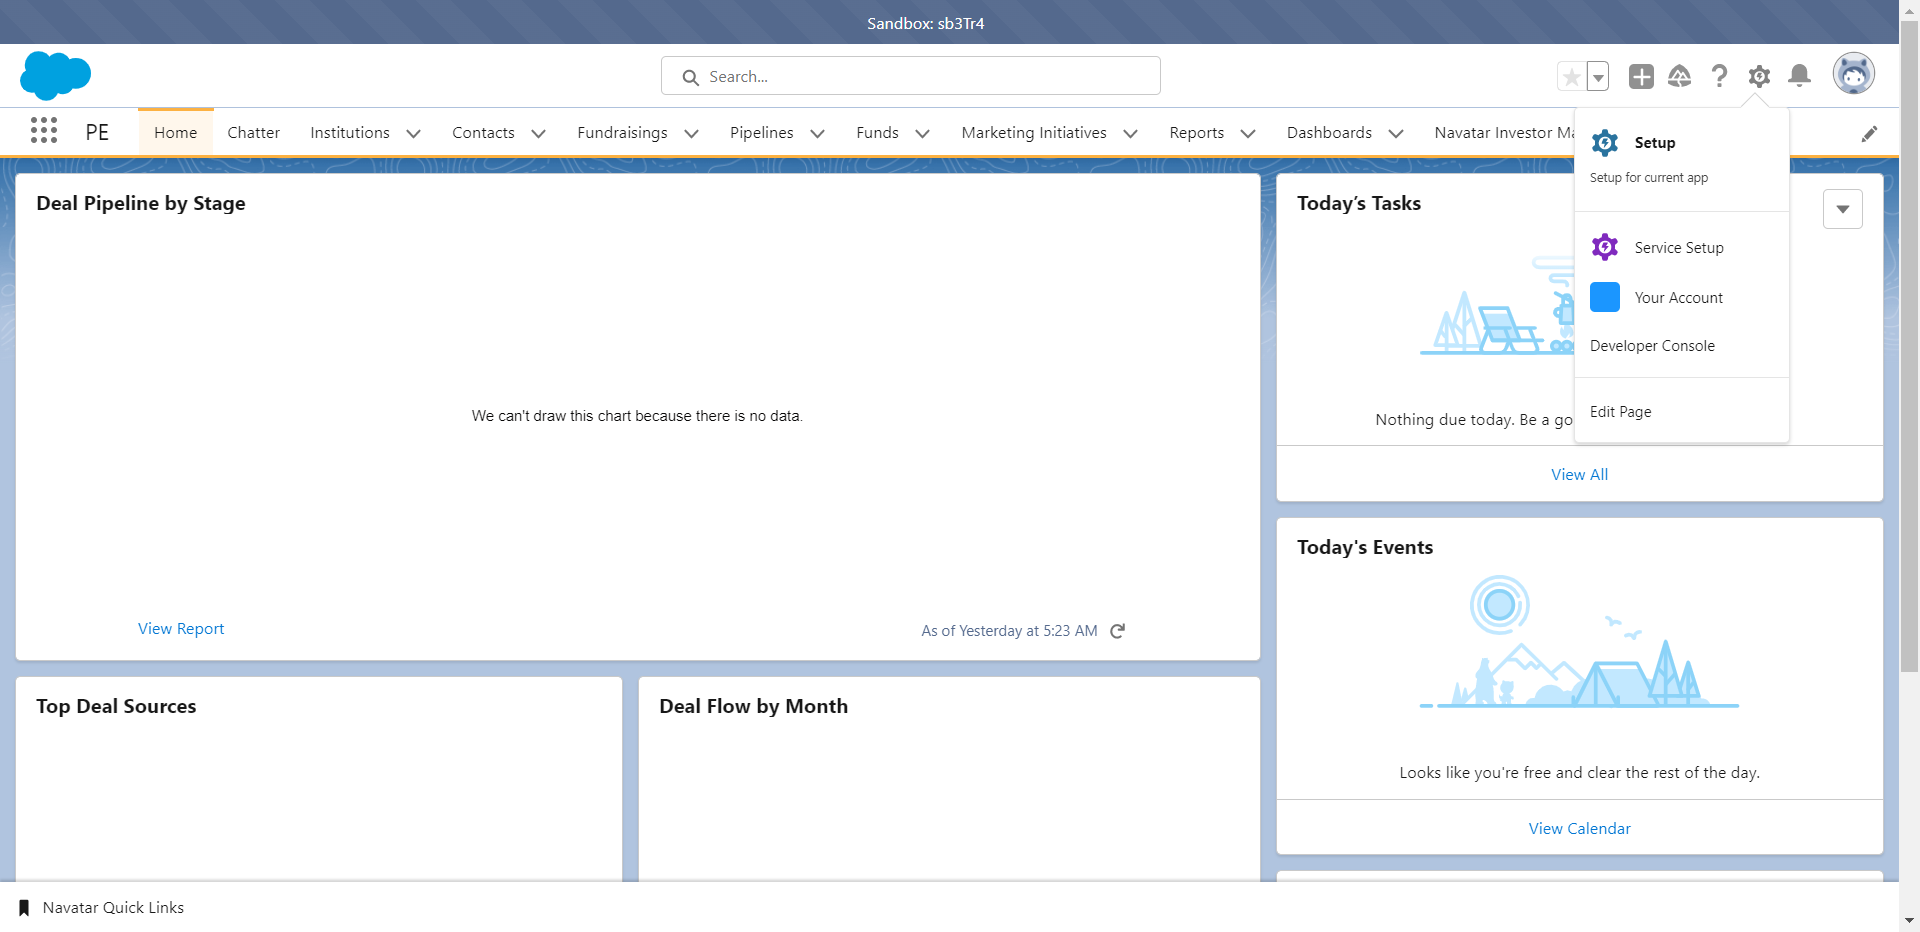 Sandbox: sb3Tr4
Search...
PE
Home
Chatter
Institutions
Contacts
Fundraisings
Pipelines
Funds
Marketing Initiatives
Reports
Dashboards
Navatar Investor Ma
Setup
Setup for current app
Service Setup
Your Account
Developer Console
Edit Page
Deal Pipeline by Stage
We can't draw this chart because there is no data.
View Report
As of Yesterday at 5:23 AM
Today’s Tasks
Nothing due today. Be a go
View All
Today's Events
Looks like you're free and clear the rest of the day.
View Calendar
Top Deal Sources
Deal Flow by Month
Navatar Quick Links